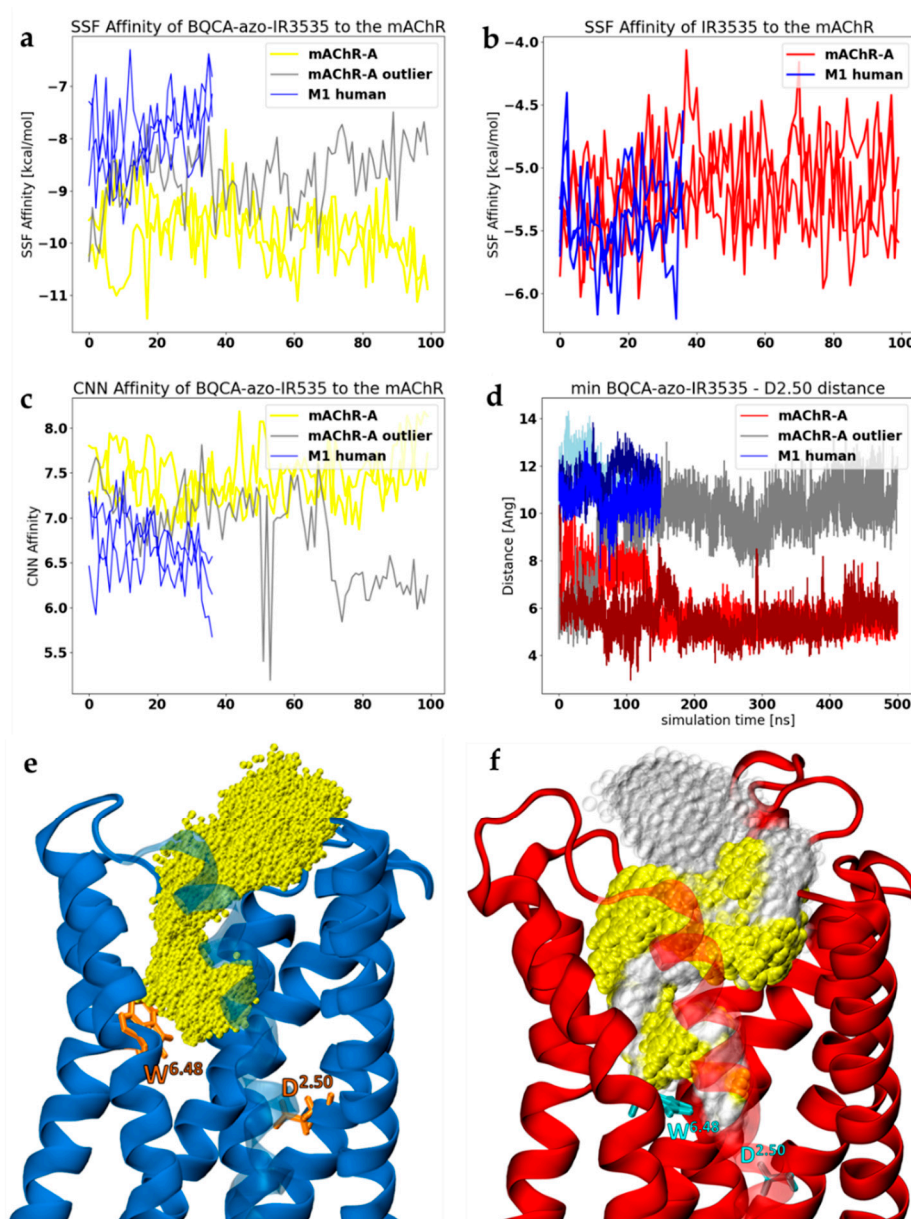 a
SSF Affinity of BQCA-azo-IR3535 to the mAChR
mAChR-A
mAChR-A outlier
M1 human
SSF Affinity [kcal/mol]
−7
−8
−9
−10
−11
0 20 40 60 80 100
b
SSF Affinity of IR3535 to the mAChR
mAChR-A
M1 human
SSF Affinity [kcal/mol]
−4.0
−4.5
−5.0
−5.5
−6.0
0 20 40 60 80 100
c
CNN Affinity of BQCA-azo-IR535 to the mAChR
mAChR-A
mAChR-A outlier
M1 human
CNN Affinity
8.0
7.5
7.0
6.5
6.0
5.5
0 20 40 60 80 100
d
min BQCA-azo-IR3535 - D2.50 distance
mAChR-A
mAChR-A outlier
M1 human
Distance [Ang]
14
12
10
8
6
4
0 100 200 300 400 500
simulation time [ns]
e
W6.48
D2.50
f
W6.48
D2.50